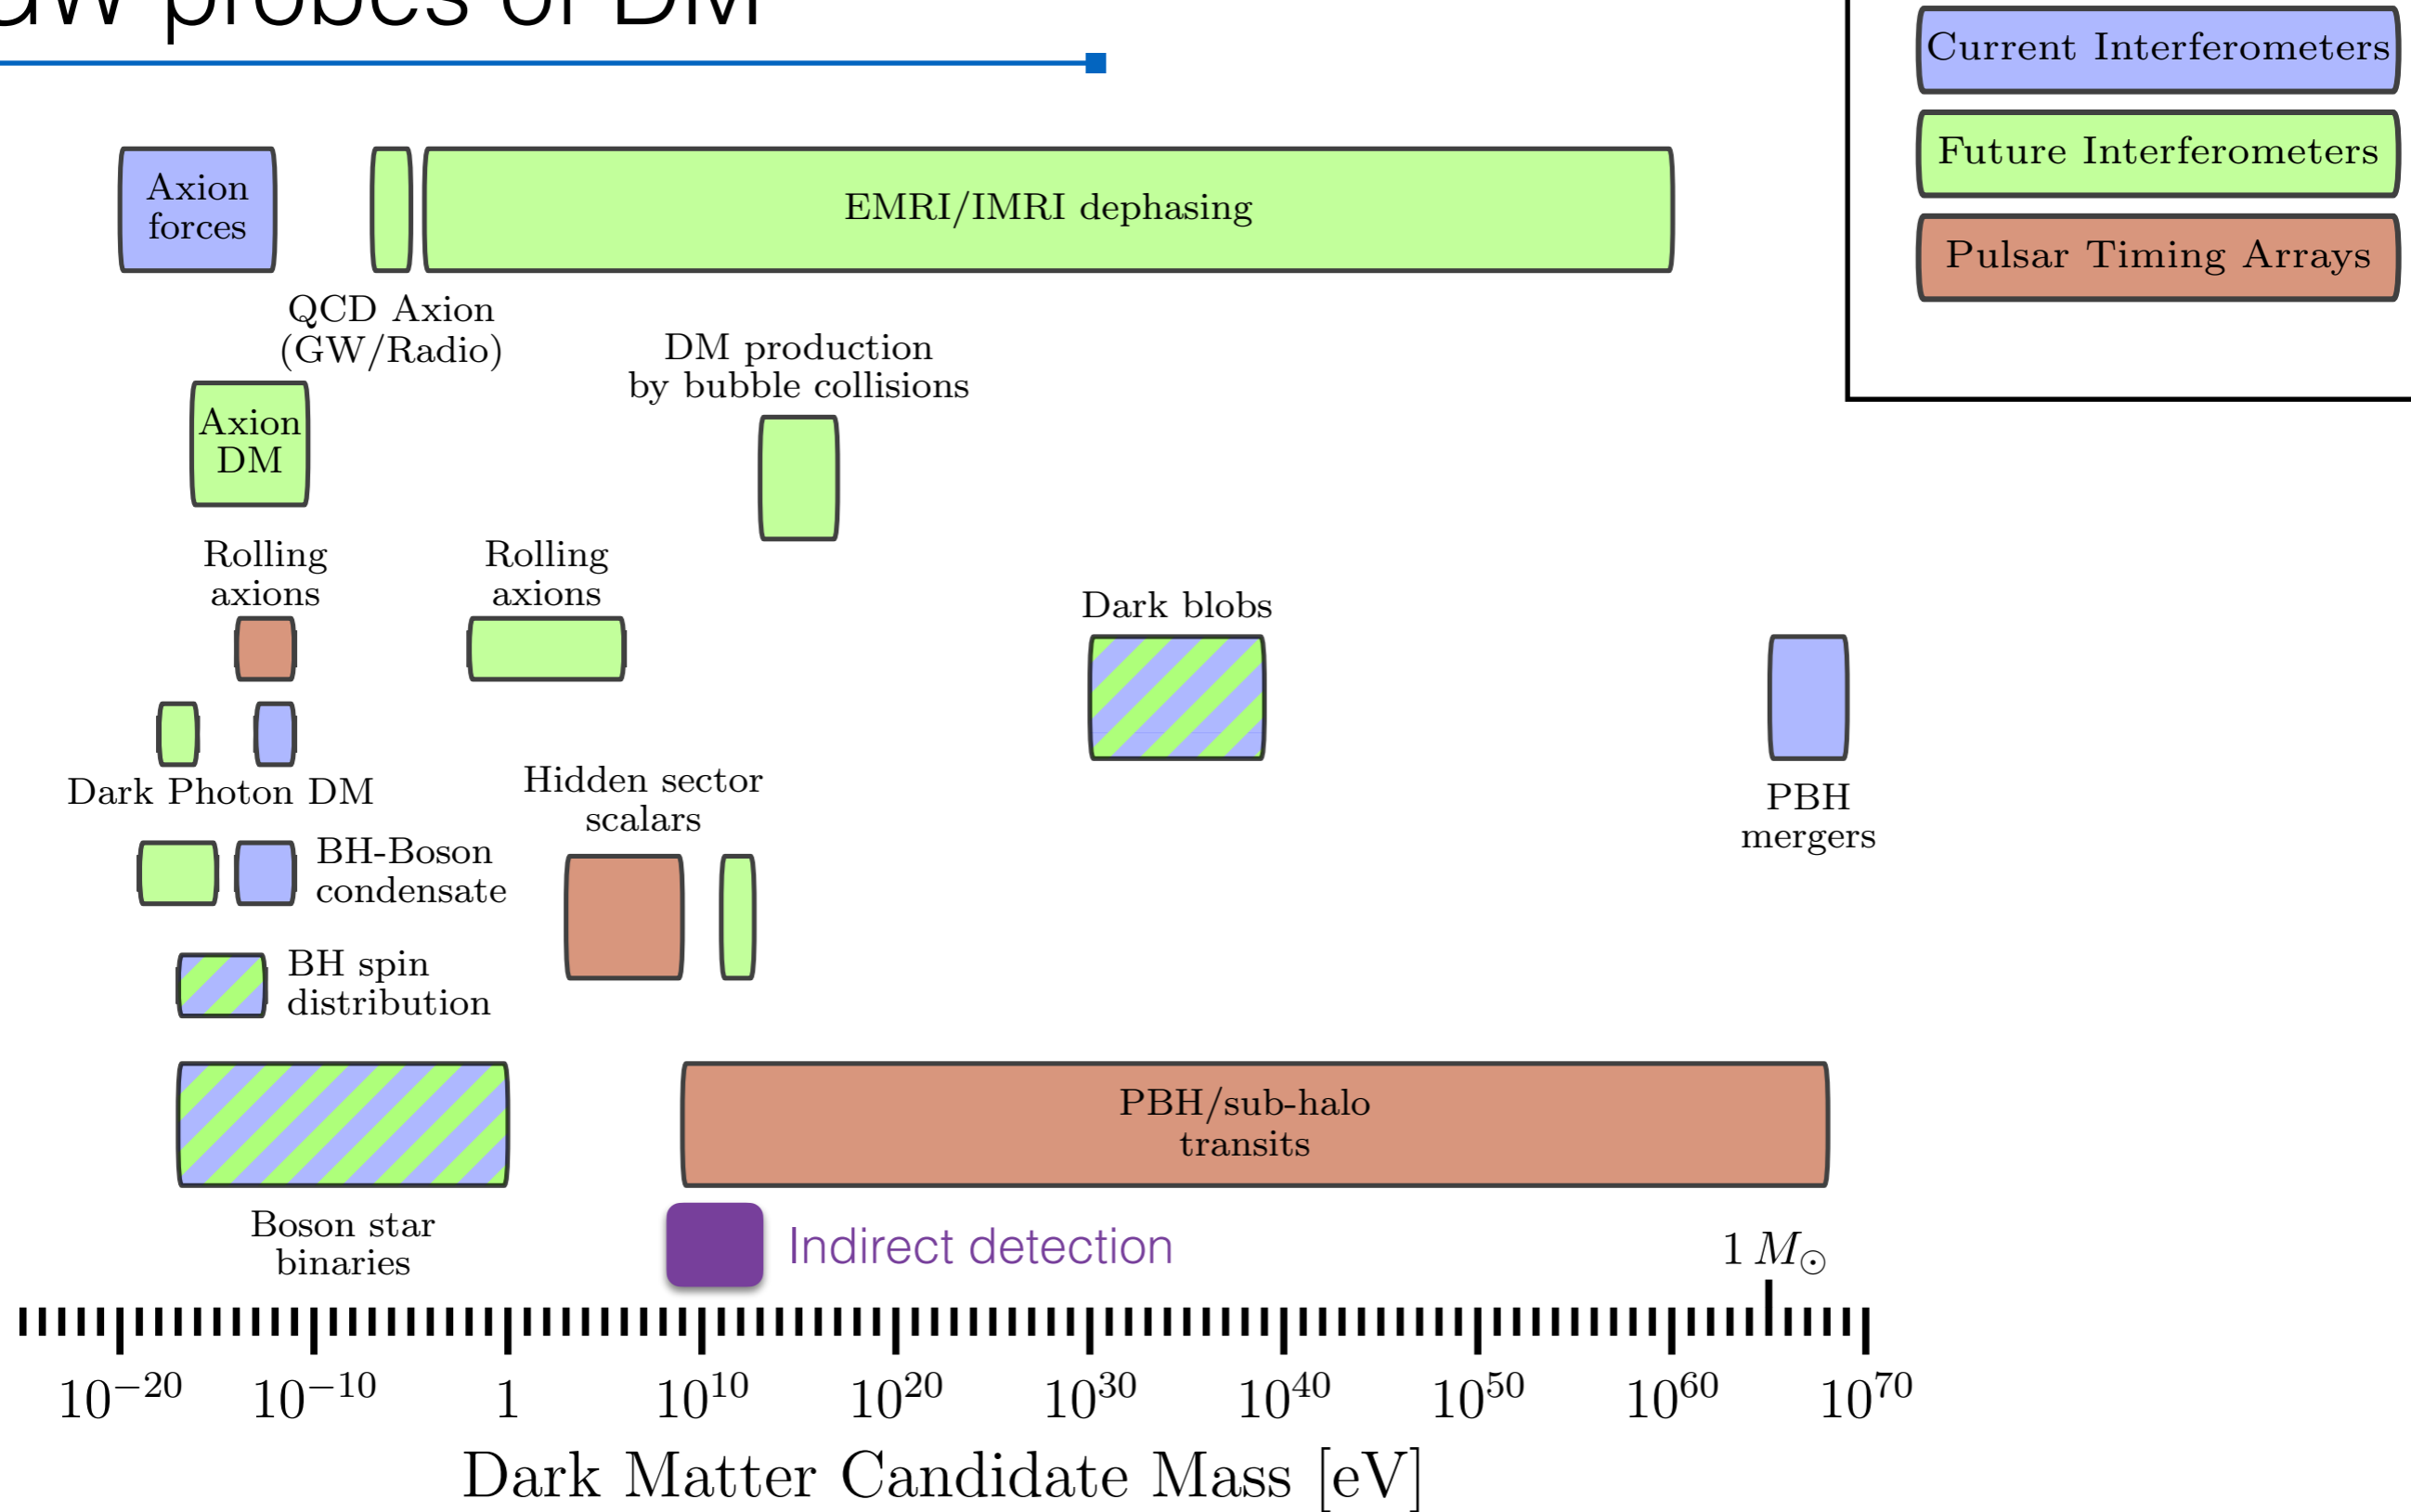 GW probes of DM
Current Interferometers
Future Interferometers
Pulsar Timing Arrays
Axion
forces
EMRI/IMRI dephasing
QCD Axion
(GW/Radio)
DM production
by bubble collisions
Axion
DM
Rolling
axions
Rolling
axions
Dark blobs
Dark Photon DM
Hidden sector
scalars
PBH
mergers
BH-Boson
condensate
BH spin
distribution
PBH/sub-halo
transits
Boson star
binaries
Indirect detection
1 M⊙
10⁻²⁰ 10⁻¹⁰ 1 10¹⁰ 10²⁰ 10³⁰ 10⁴⁰ 10⁵⁰ 10⁶⁰ 10⁷⁰
Dark Matter Candidate Mass [eV]